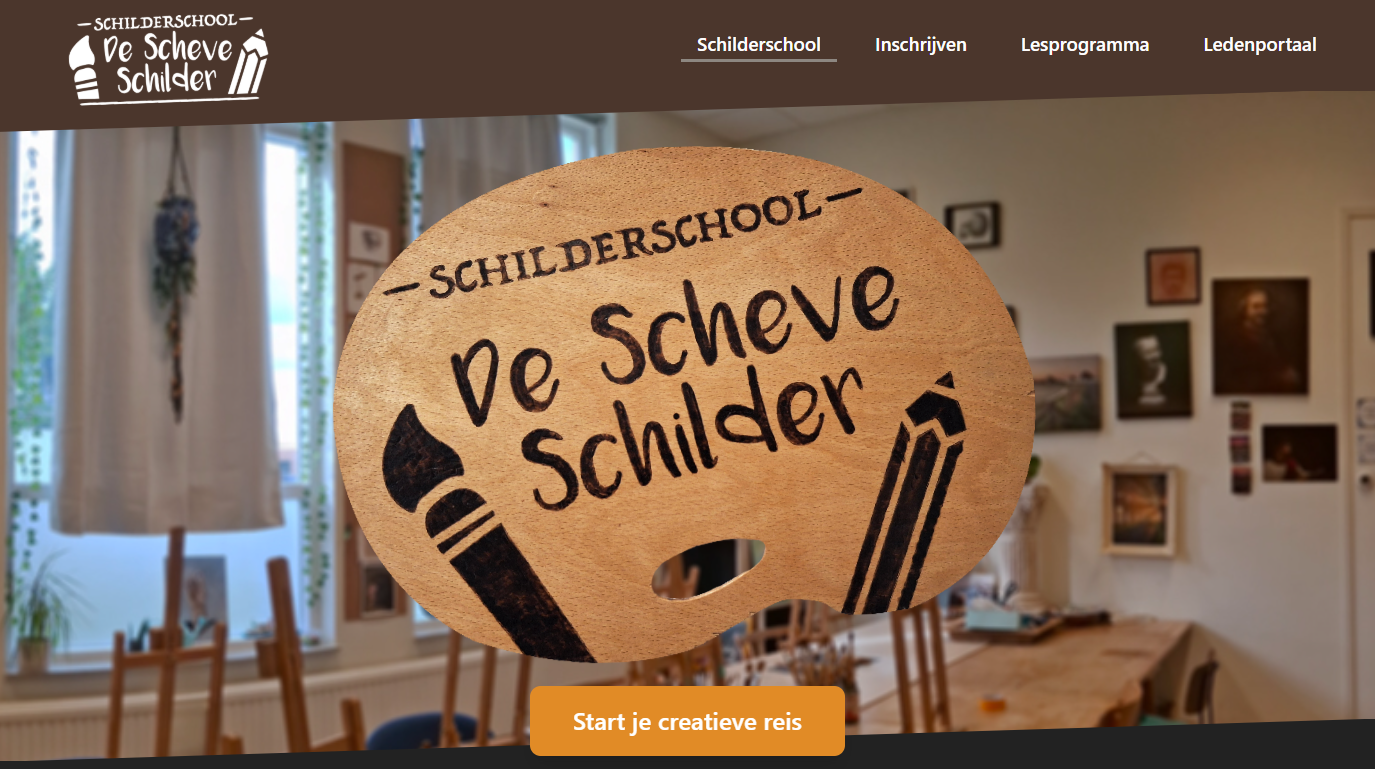 —SCHILDERSCHOOL—
De Scheve
Schilder
Schilderschool
Inschrijven
Lesprogramma
Ledenportaal
—SCHILDERSCHOOL—
De Scheve
Schilder
Start je creatieve reis